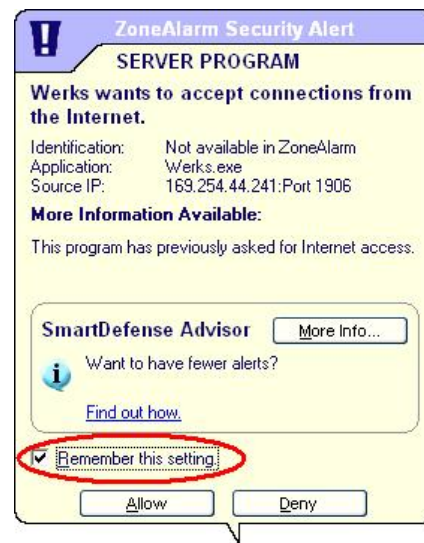 ZoneAlarm Security Alert
SERVER PROGRAM
Werks wants to accept connections from
the Internet.
Identification: Not available in ZoneAlarm
Application: Werks.exe
Source IP: 169.254.44.241:Port 1906
More Information Available:
This program has previously asked for Internet access.
SmartDefense Advisor More Info...
Want to have fewer alerts?
Find out how.
Remember this setting.
Allow Deny